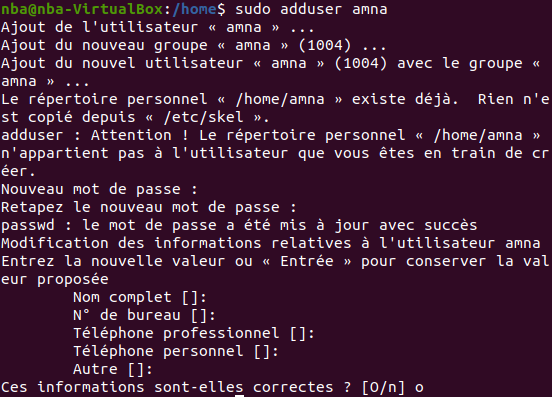 nba@nba-VirtualBox:/home$ sudo adduser amna
Ajout de l'utilisateur « amna » ...
Ajout du nouveau groupe « amna » (1004) ...
Ajout du nouvel utilisateur « amna » (1004) avec le groupe «
amna » ...
Le répertoire personnel « /home/amna » existe déjà.  Rien n'e
st copié depuis « /etc/skel ».
adduser : Attention ! Le répertoire personnel « /home/amna »
n'appartient pas à l'utilisateur que vous êtes en train de cr
éer.
Nouveau mot de passe :
Retapez le nouveau mot de passe :
passwd : le mot de passe a été mis à jour avec succès
Modification des informations relatives à l'utilisateur amna
Entrez la nouvelle valeur ou « Entrée » pour conserver la val
eur proposée
        Nom complet []:
        N° de bureau []:
        Téléphone professionnel []:
        Téléphone personnel []:
        Autre []:
Ces informations sont-elles correctes ? [O/n] o